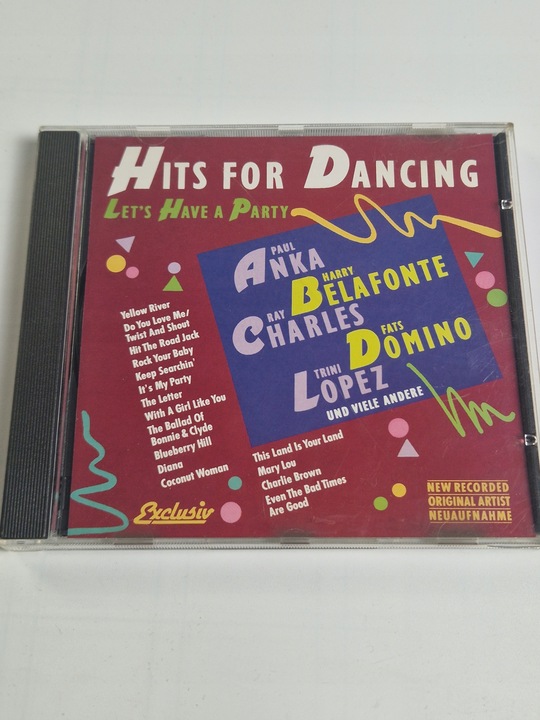 HITS FOR DANCING
LET'S HAVE A PARTY
PAUL
ANKA
HARRY
BELAFONTE
RAY
CHARLES
FATS
DOMINO
TRINI
LOPEZ
UND VIELE ANDERE
Yellow River
Do You Love Me/
Twist And Shout
Hit The Road Jack
Rock Your Baby
Keep Searchin'
It's My Party
The Letter
With A Girl Like You
The Ballad Of
Bonnie & Clyde
Blueberry Hill
Diana
Coconut Woman
This Land Is Your Land
Mary Lou
Charlie Brown
Even The Bad Times
Are Good
Exclusiv
NEW RECORDED
ORIGINAL ARTIST
NEUAUFNAHME